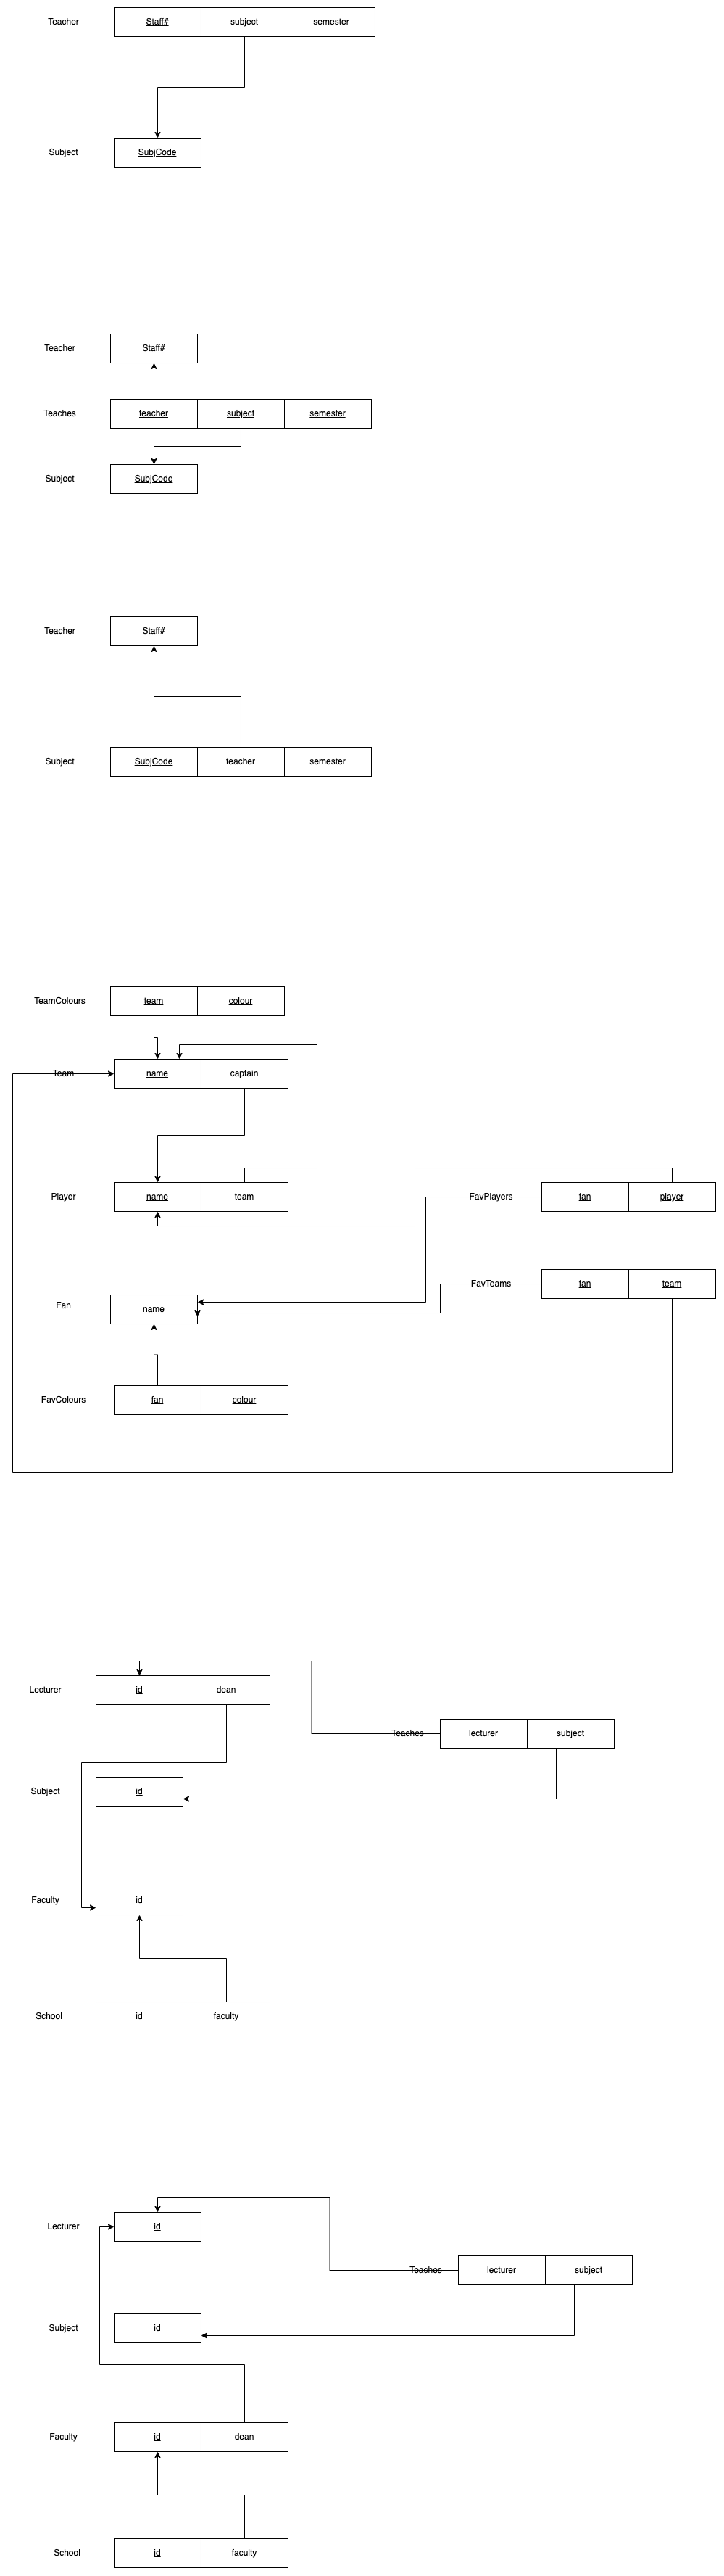 Teacher Staff# subject semester
Subject SubjCode
Teacher Staff#
Teaches teacher subject semester
Subject SubjCode
Teacher Staff#
Subject SubjCode teacher semester
TeamColours team colour
Team name captain
Player name team FavPlayers fan player
FavTeams fan team
Fan name
FavColours fan colour
Lecturer id dean
Teaches lecturer subject
Subject id
Faculty id
School id faculty
Lecturer id
Teaches lecturer subject
Subject id
Faculty id dean
School id faculty